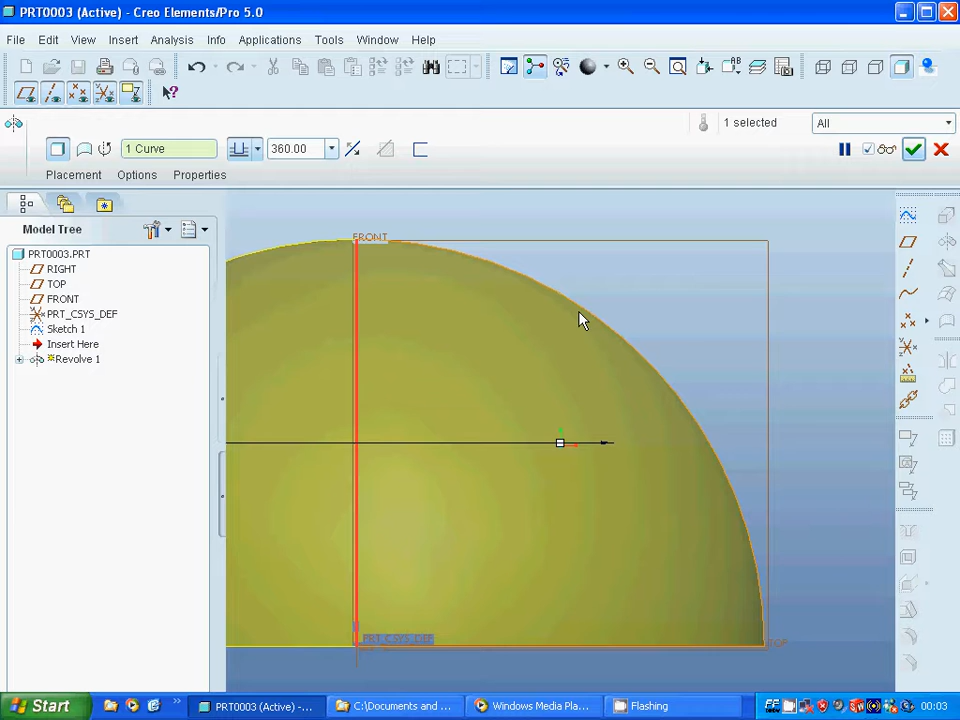 PRT0003 (Active) - Creo Elements/Pro 5.0
File Edit View Insert Analysis Info Applications Tools Window Help
1 selected All
1 Curve 360.00
Placement Options Properties
Model Tree
PRT0003.PRT
RIGHT
TOP
FRONT
PRT_CSYS_DEF
Sketch 1
Insert Here
Revolve 1
FRONT
PRT_CSYS_DEF
TOP
Start PRT0003 (Active) -... C:\Documents and ... Windows Media Pla... Flashing 00:03